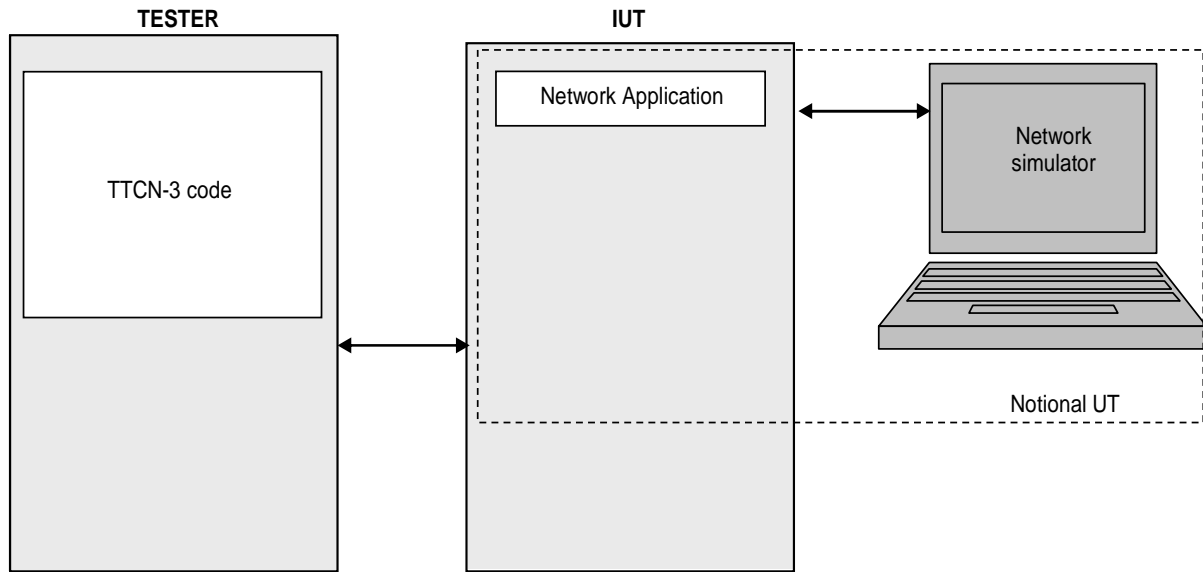 TESTER
IUT
TTCN-3 code
Network Application
Network
simulator
Notional UT